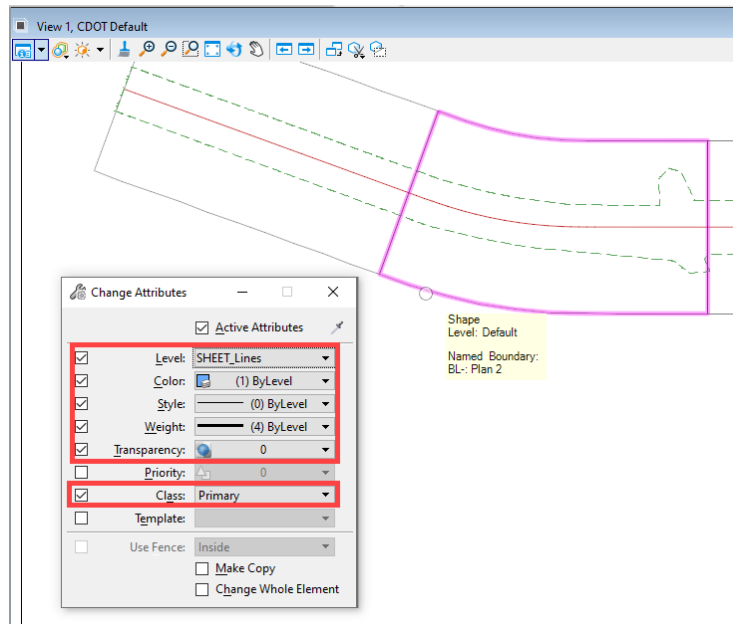 View 1, CDOT Default
Change Attributes
Active Attributes
Level: SHEET_Lines
Color: (1) ByLevel
Style: (0) ByLevel
Weight: (4) ByLevel
Transparency: 0
Priority: 0
Class: Primary
Template:
Use Fence: Inside
Make Copy
Change Whole Element
Shape
Level: Default
Named Boundary:
BL-: Plan 2